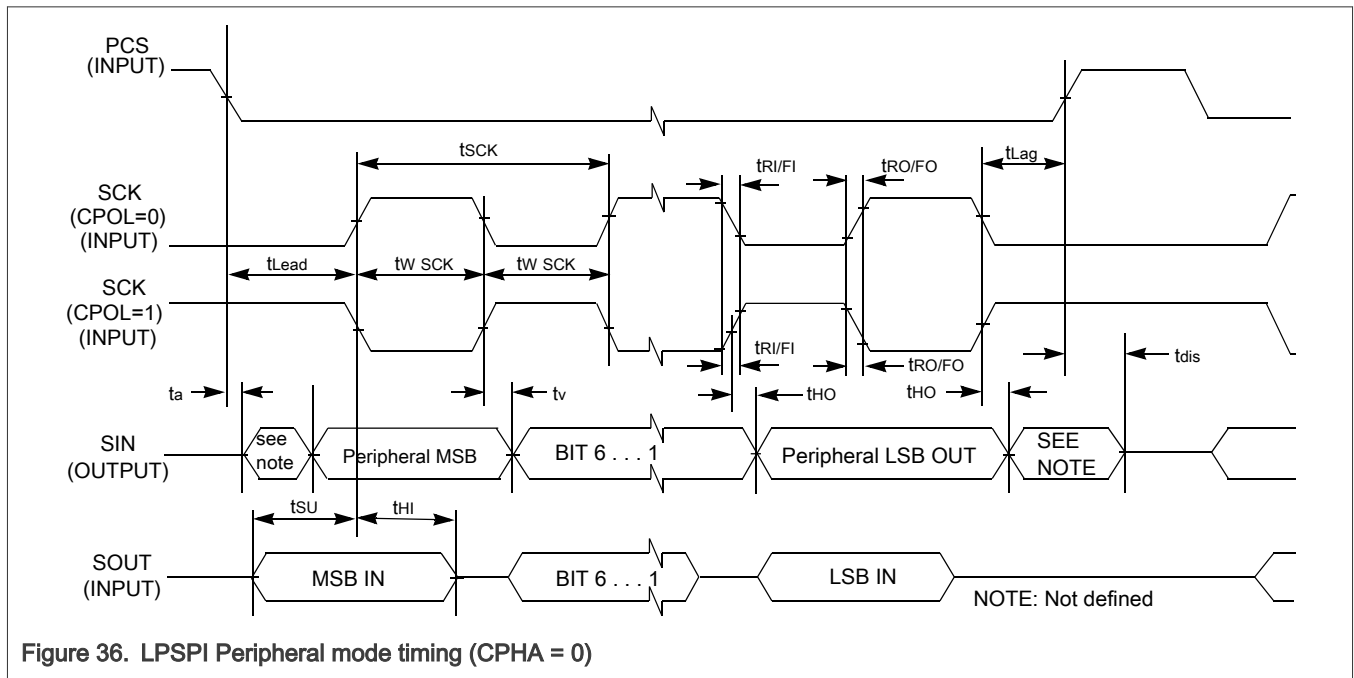 PCS
(INPUT)
tSCK
tRI/FI
tRO/FO
tLag
SCK
(CPOL=0)
(INPUT)
tLead
tW SCK
tW SCK
SCK
(CPOL=1)
(INPUT)
tRI/FI
tRO/FO
tdis
ta
tv
tHO
tHO
SIN
(OUTPUT)
see
note
Peripheral MSB
BIT 6 . . . 1
Peripheral LSB OUT
SEE
NOTE
tSU
tHI
SOUT
(INPUT)
MSB IN
BIT 6 . . . 1
LSB IN
NOTE: Not defined
Figure 36. LPSPI Peripheral mode timing (CPHA = 0)